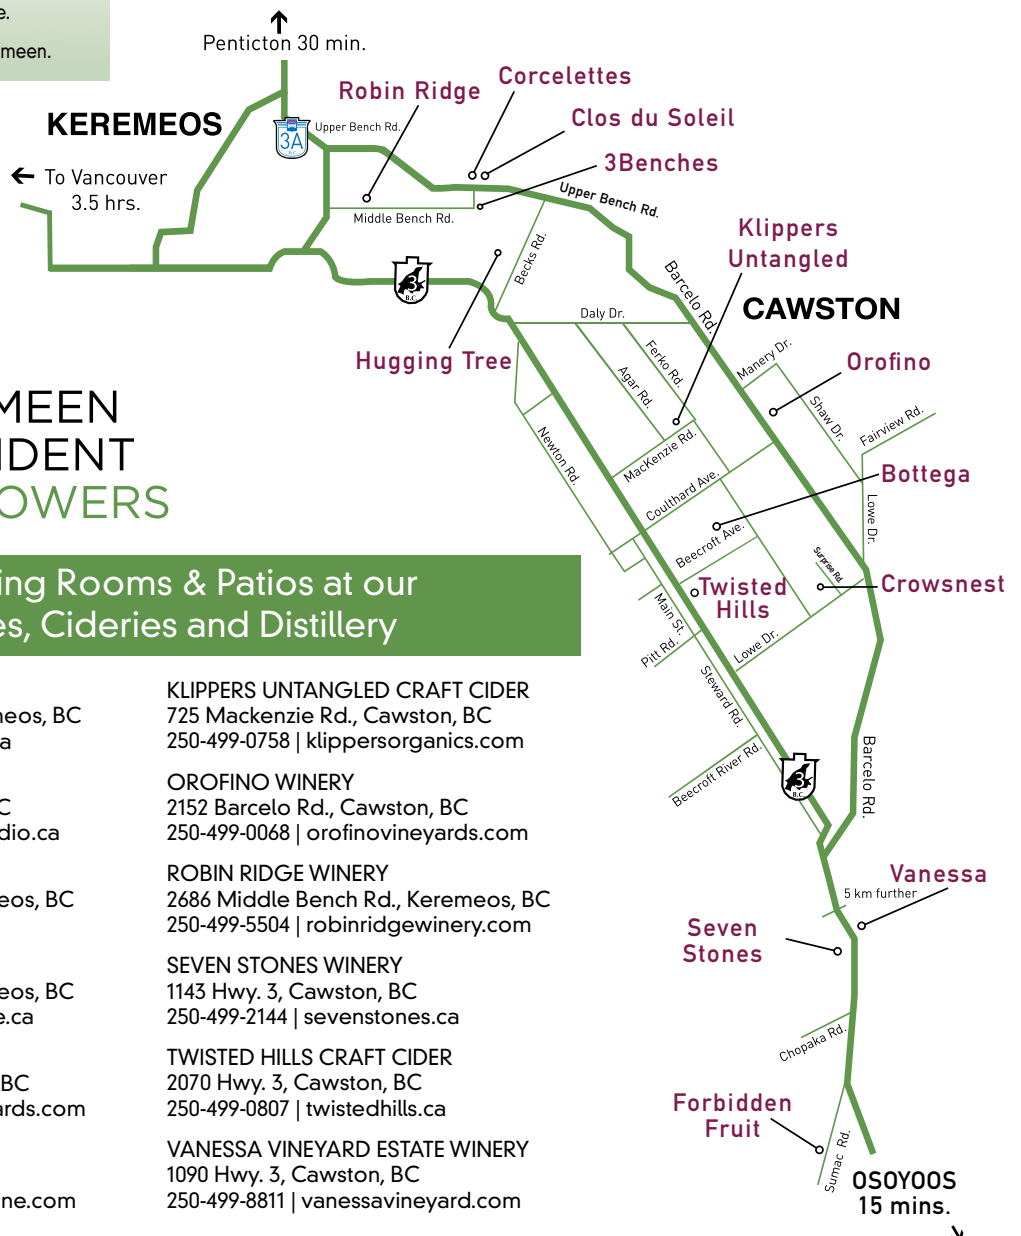 e.
meen.
Penticton 30 min.
KEREMEOS
3A
B.C.
To Vancouver
3.5 hrs.
Upper Bench Rd.
Robin Ridge
Corcelettes
Clos du Soleil
3Benches
Middle Bench Rd.
Upper Bench Rd.
Becks Rd.
3
B.C.
Hugging Tree
Klippers
Untangled
Barcelo Rd.
CAWSTON
Daly Dr.
Ferko Rd.
Agar Rd.
Manery Dr.
Orofino
Shaw Dr.
Fairview Rd.
Newton Rd.
MacKenzie Rd.
Coulthard Ave.
Bottega
Lowe Dr.
Beecroft Ave.
Surprise Rd.
Crowsnest
Twisted
Hills
Main St.
Pitt Rd.
Lowe Dr.
Steward Rd.
Beecroft River Rd.
3
B.C.
Barcelo Rd.
Vanessa
5 km further
Seven
Stones
Chopaka Rd.
Forbidden
Fruit
Sumac Rd.
OSOYOOS
15 mins.
MEEN
NDENT
OWERS
ing Rooms & Patios at our
es, Cideries and Distillery
meos, BC
a
C
dio.ca
eos, BC
eos, BC
e.ca
BC
ards.com
ne.com
KLIPPERS UNTANGLED CRAFT CIDER
725 Mackenzie Rd., Cawston, BC
250-499-0758 | klippersorganics.com
OROFINO WINERY
2152 Barcelo Rd., Cawston, BC
250-499-0068 | orofinovineyards.com
ROBIN RIDGE WINERY
2686 Middle Bench Rd., Keremeos, BC
250-499-5504 | robinridgewinery.com
SEVEN STONES WINERY
1143 Hwy. 3, Cawston, BC
250-499-2144 | sevenstones.ca
TWISTED HILLS CRAFT CIDER
2070 Hwy. 3, Cawston, BC
250-499-0807 | twistedhills.ca
VANESSA VINEYARD ESTATE WINERY
1090 Hwy. 3, Cawston, BC
250-499-8811 | vanessavineyard.com